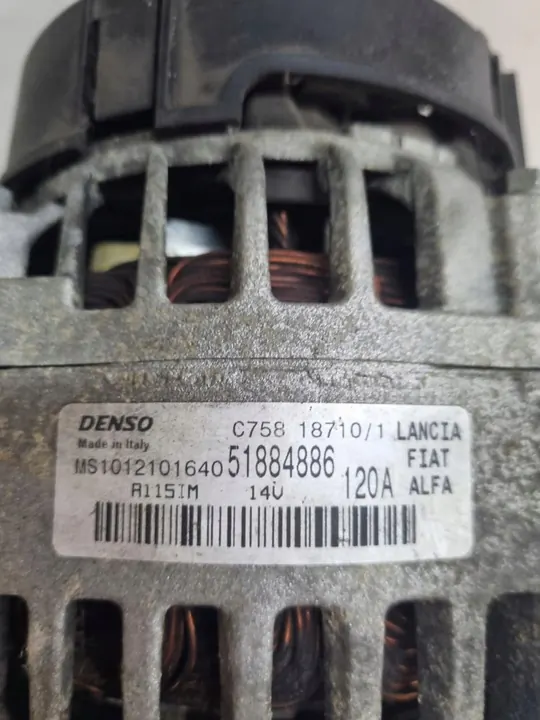 DENSO C758 18710/1 LANCIA
Made in Italy FIAT
MS1012101640 51884886 120A ALFA
A115IM 14V